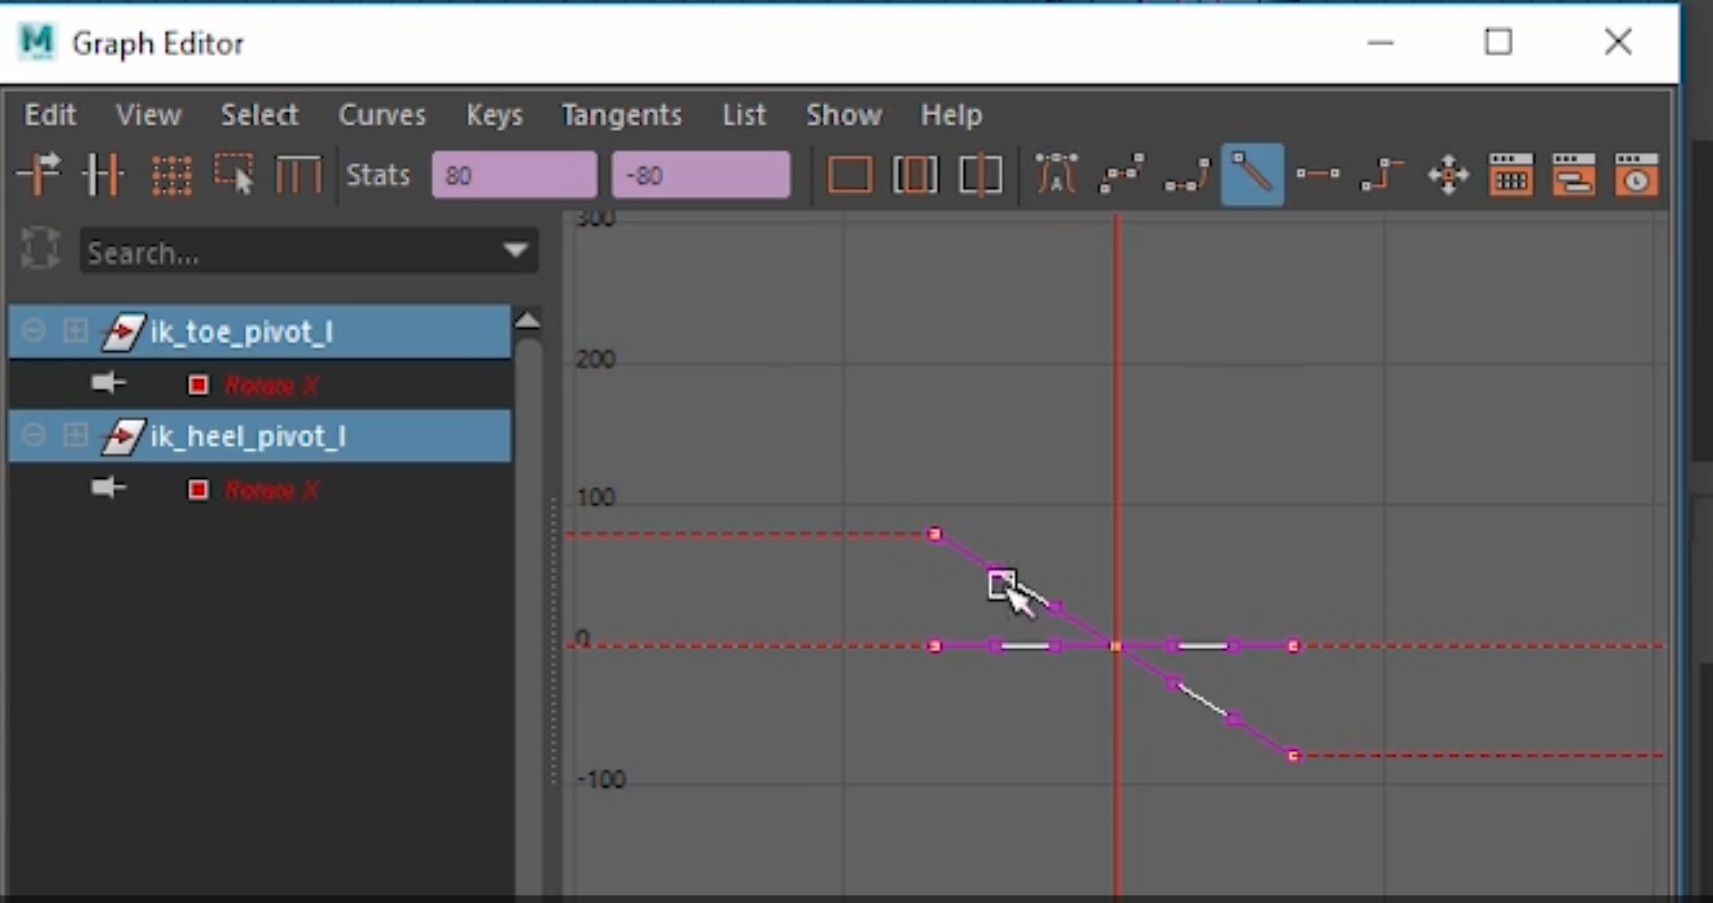 M Graph Editor
Edit View Select Curves Keys Tangents List Show Help
Stats 80 -80
Search...
ik_toe_pivot_l
Rotate X
ik_heel_pivot_l
Rotate X
300
200
100
0
-100